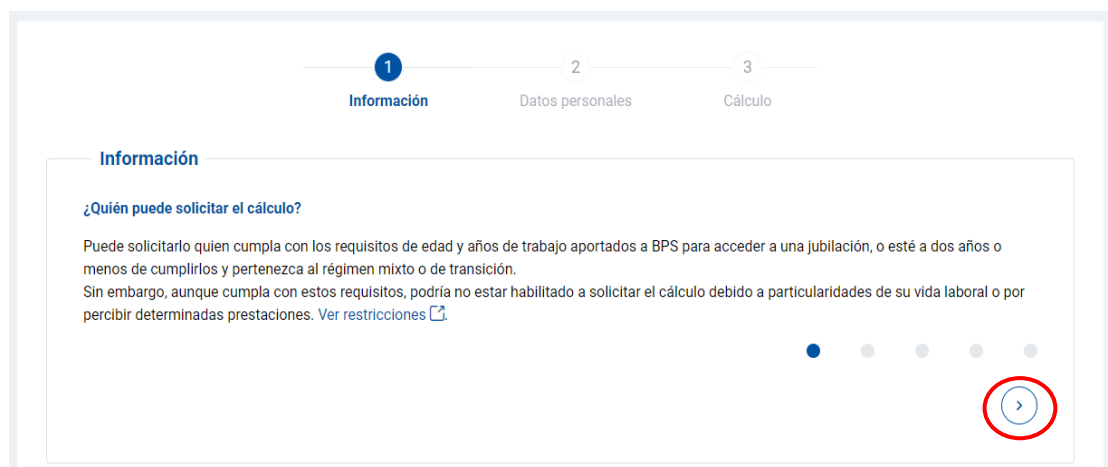 1 2 3
Información Datos personales Cálculo
Información
¿Quién puede solicitar el cálculo?
Puede solicitarlo quien cumpla con los requisitos de edad y años de trabajo aportados a BPS para acceder a una jubilación, o esté a dos años o
menos de cumplirlos y pertenezca al régimen mixto o de transición.
Sin embargo, aunque cumpla con estos requisitos, podría no estar habilitado a solicitar el cálculo debido a particularidades de su vida laboral o por
percibir determinadas prestaciones. Ver restricciones.